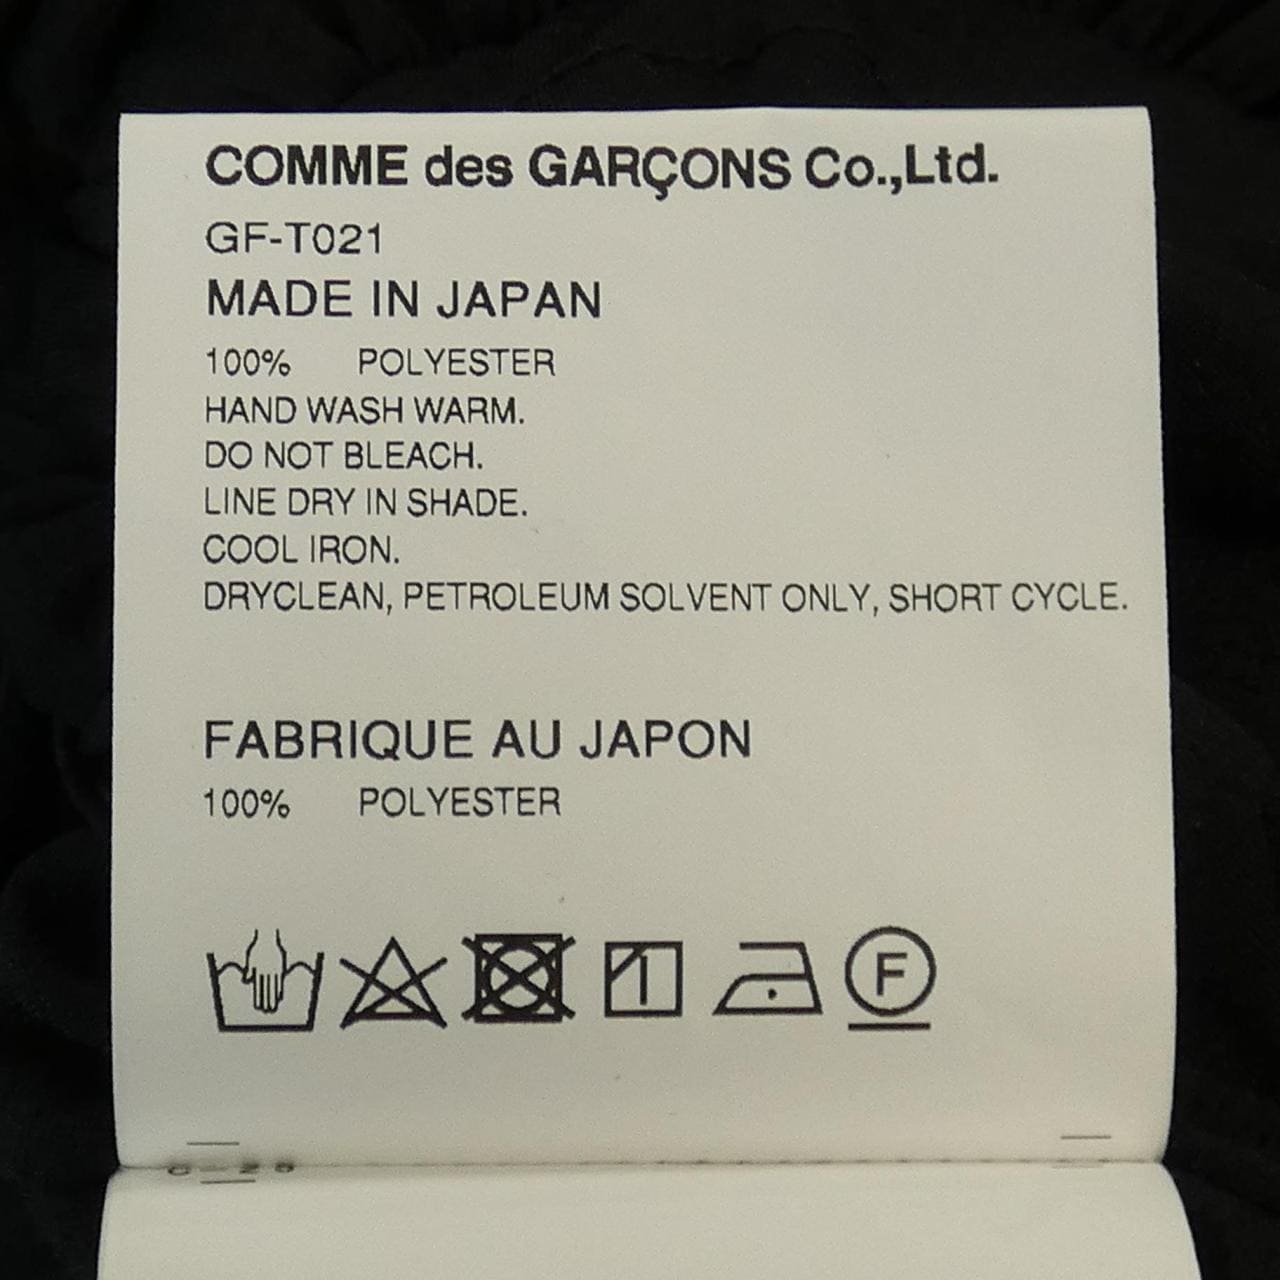 COMME des GARÇONS Co.,Ltd.
GF-T021
MADE IN JAPAN
100% POLYESTER
HAND WASH WARM.
DO NOT BLEACH.
LINE DRY IN SHADE.
COOL IRON.
DRYCLEAN, PETROLEUM SOLVENT ONLY, SHORT CYCLE.
FABRIQUE AU JAPON
100% POLYESTER
F